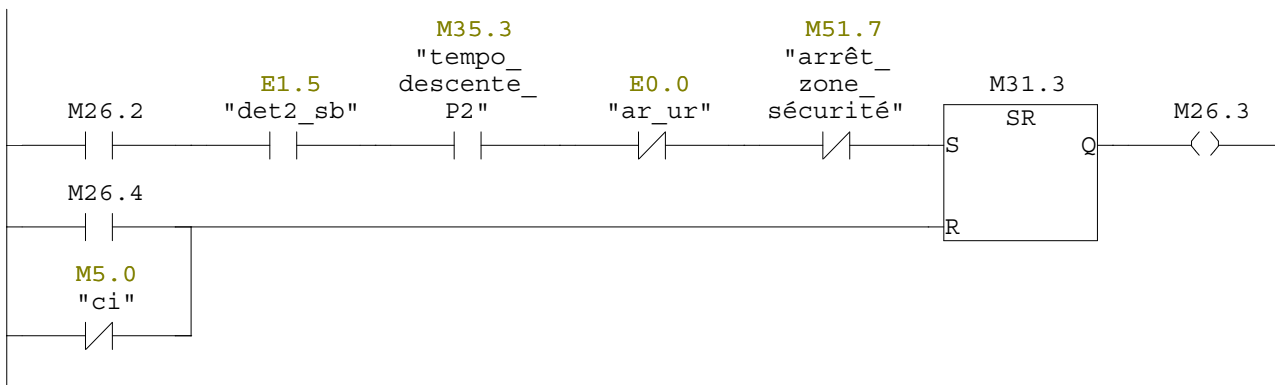 M35.3 M51.7
"tempo_ "arrêt_
E1.5 descente_ E0.0 zone_ M31.3
M26.2 "det2_sb" P2" "ar_ur" sécurité" SR M26.3
S Q
M26.4
R
M5.0
"ci"